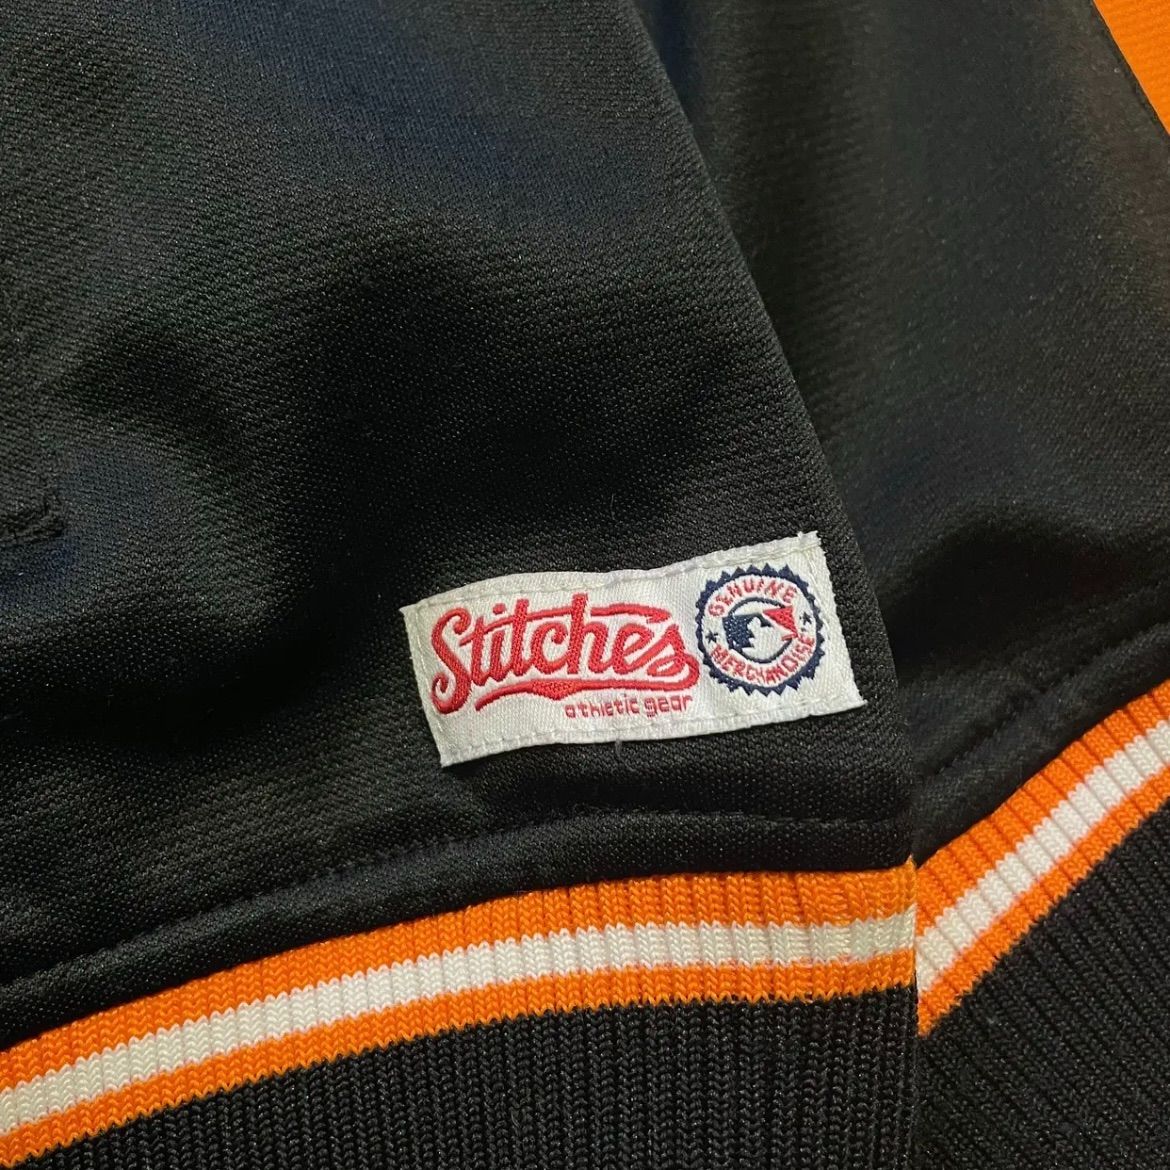 Stitches
athletic gear
GENUINE
MERCHANDISE